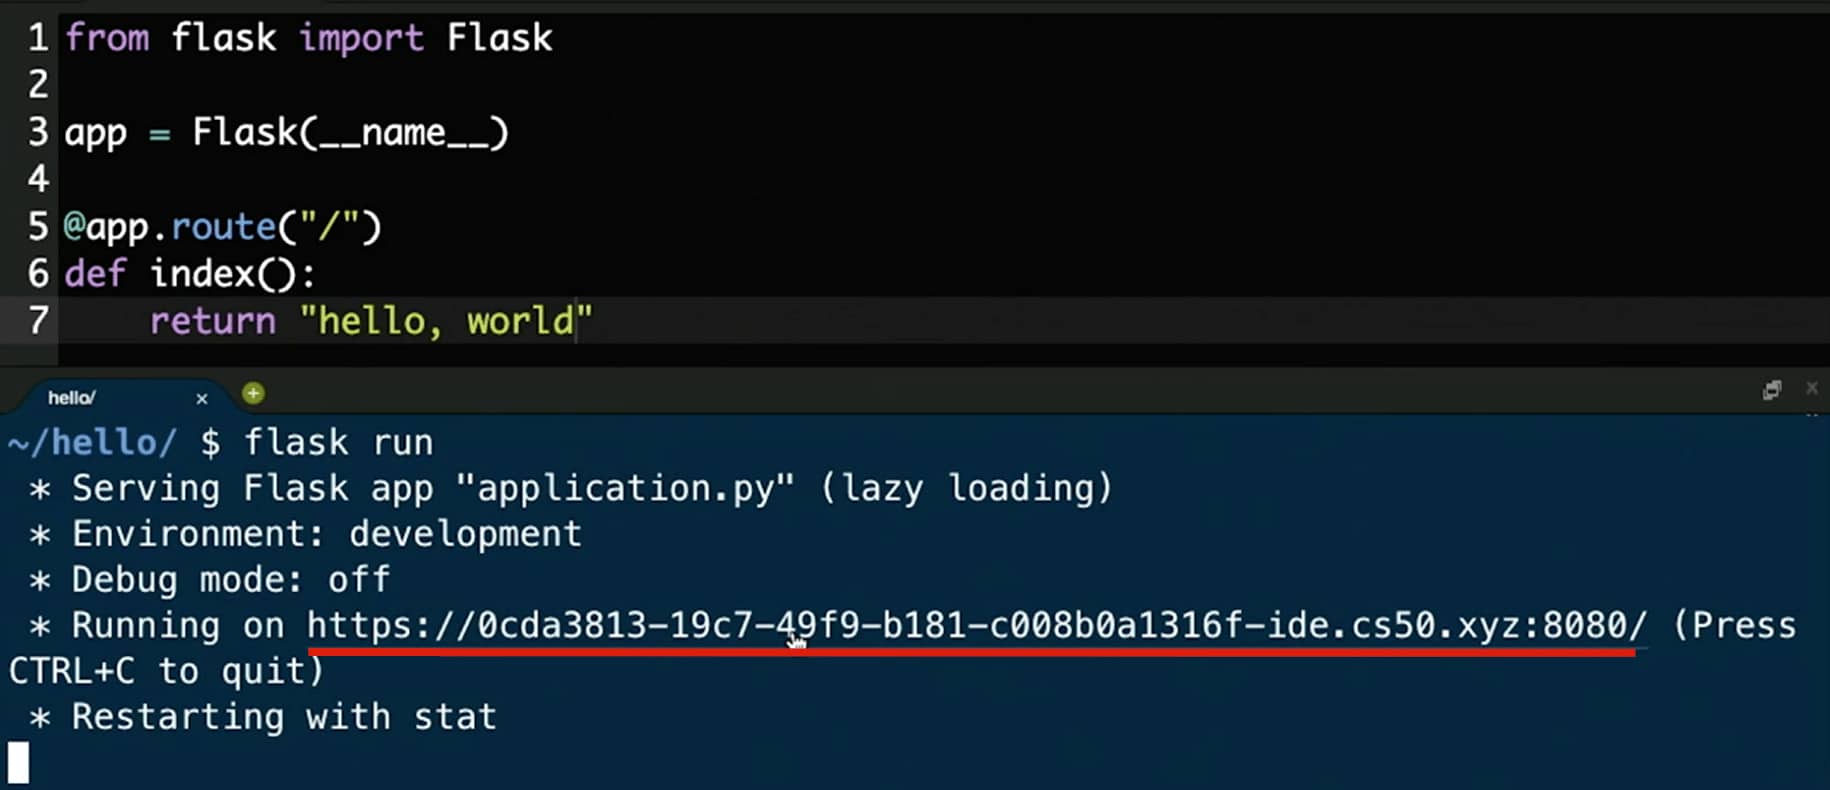 1 from flask import Flask
2
3 app = Flask(__name__)
4
5 @app.route("/")
6 def index():
7     return "hello, world"
hello/
~/hello/ $ flask run
 * Serving Flask app "application.py" (lazy loading)
 * Environment: development
 * Debug mode: off
 * Running on https://0cda3813-19c7-49f9-b181-c008b0a1316f-ide.cs50.xyz:8080/ (Press
CTRL+C to quit)
 * Restarting with stat